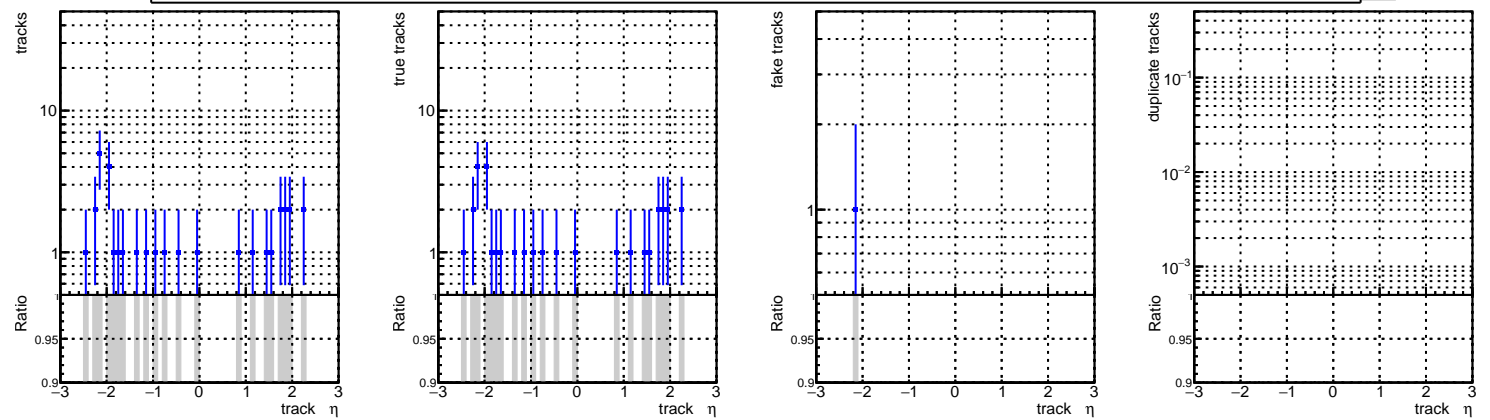 tracks
10
1
Ratio
1
0.95
0.9
−3 −2 −1 0 1 2 3
track η
true tracks
10
1
Ratio
1
0.95
0.9
−3 −2 −1 0 1 2 3
track η
fake tracks
1
Ratio
1
0.95
0.9
−3 −2 −1 0 1 2 3
track η
duplicate tracks
10⁻¹
10⁻²
10⁻³
Ratio
1
0.95
0.9
−3 −2 −1 0 1 2 3
track η